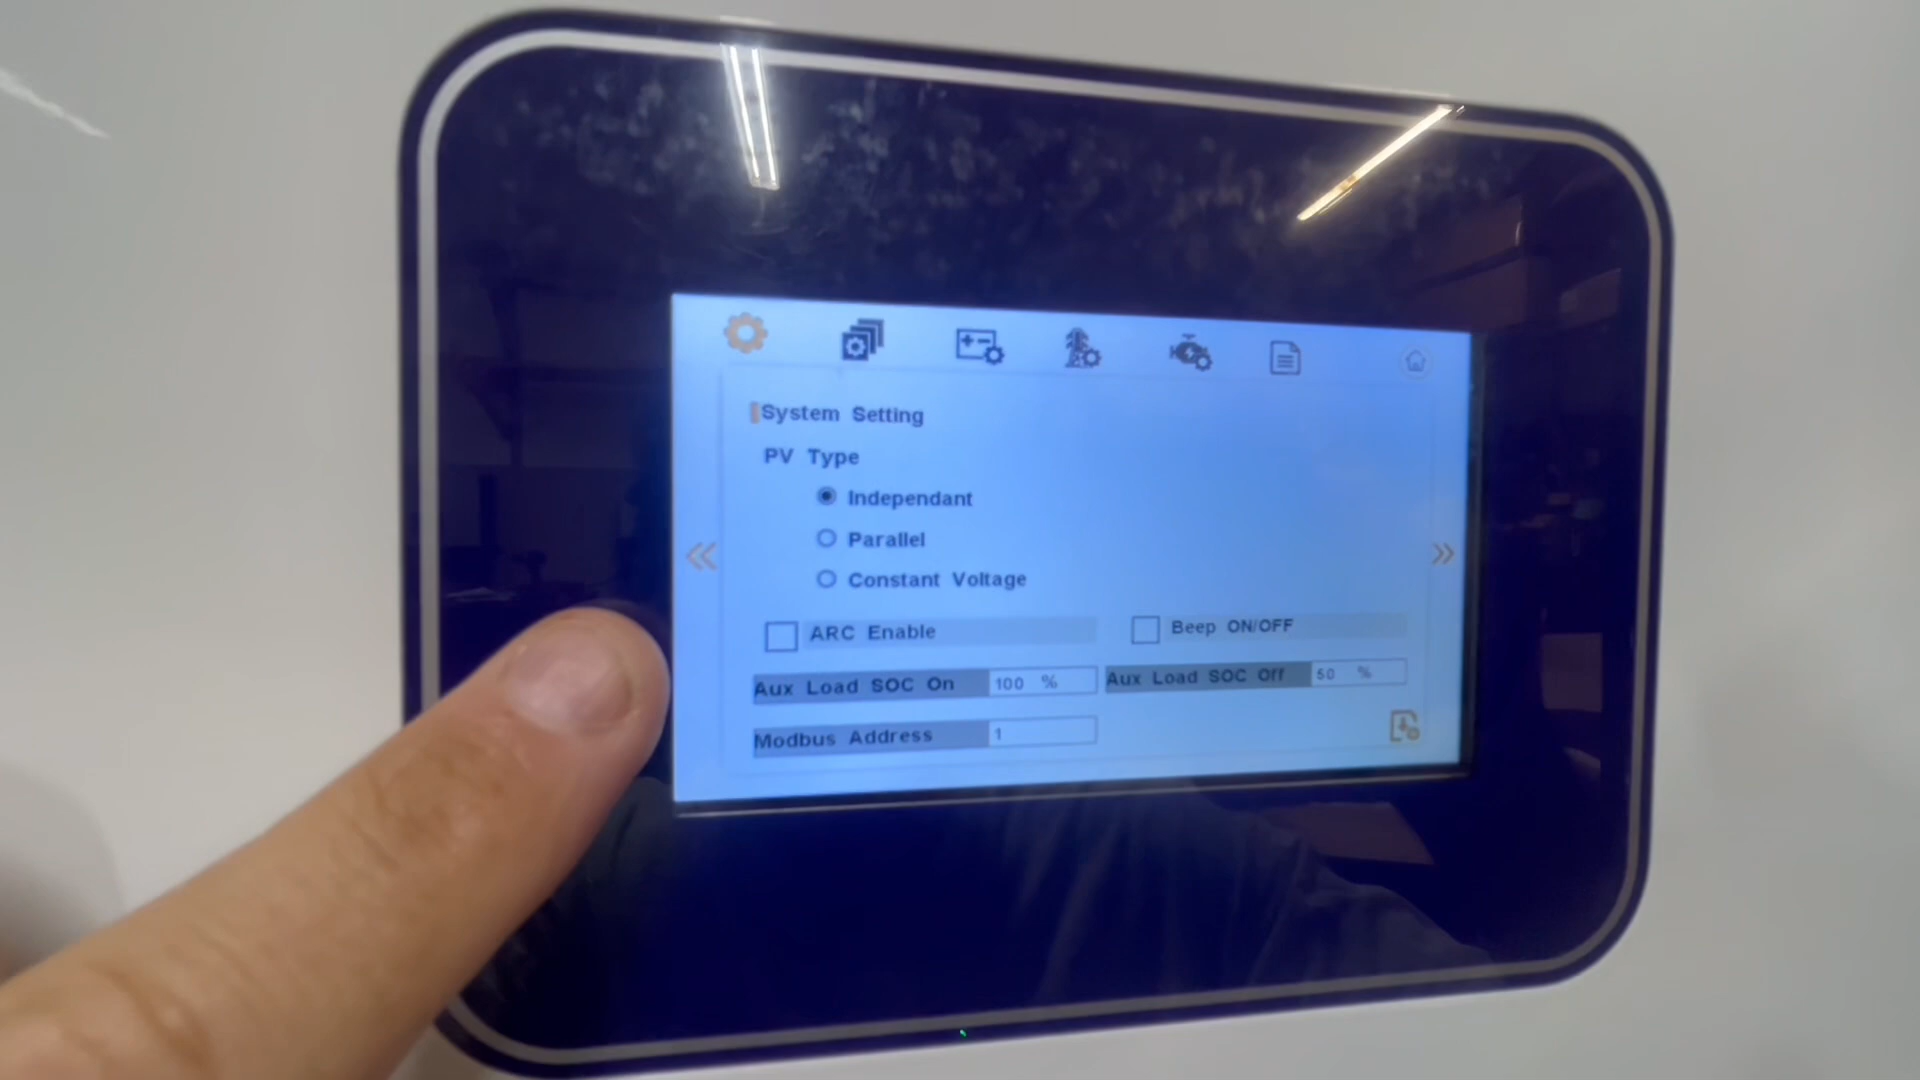 System Setting
PV Type
Independant
Parallel
Constant Voltage
ARC Enable
Beep ON/OFF
Aux Load SOC On 100 %
Aux Load SOC Off 50 %
Modbus Address 1